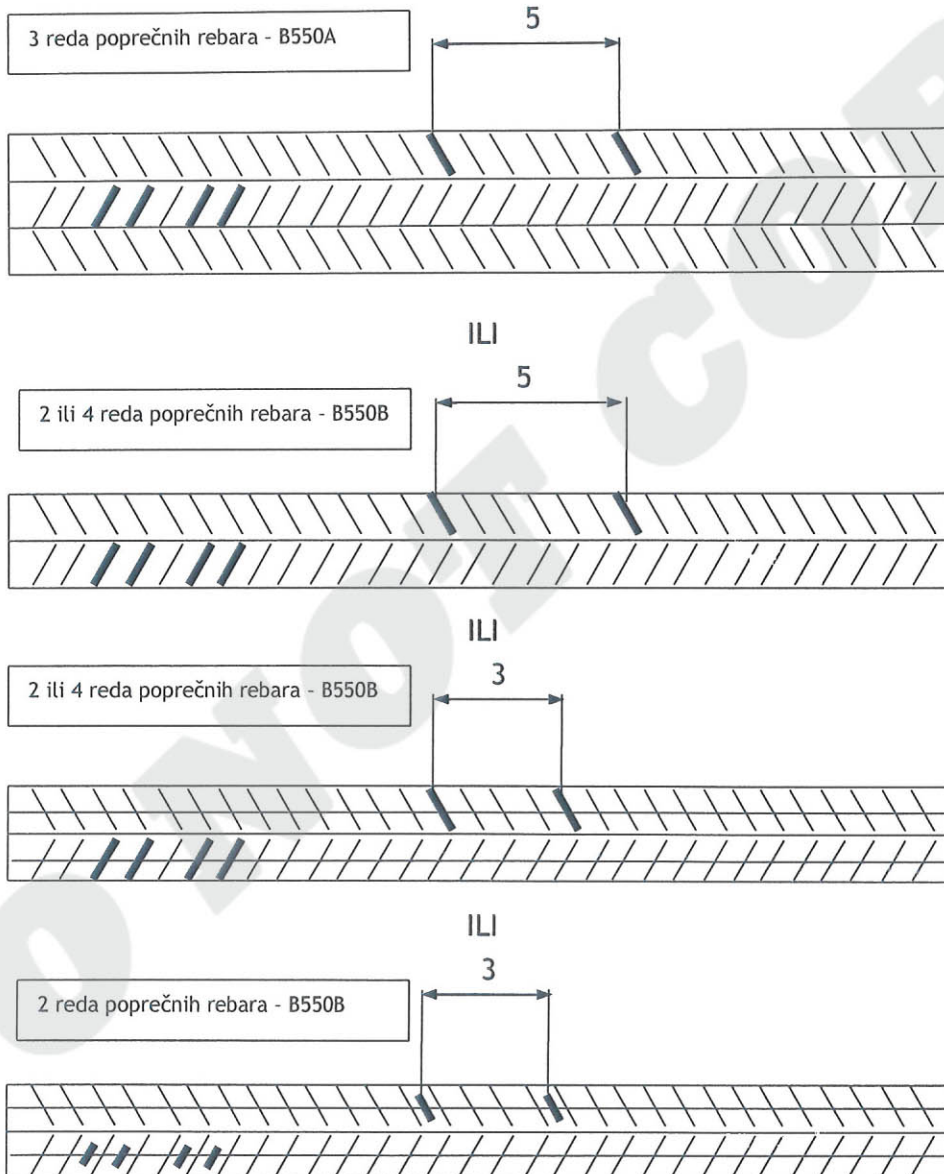 3 reda poprečnih rebara - B550A
5
ILI
5
2 ili 4 reda poprečnih rebara - B550B
ILI
3
2 ili 4 reda poprečnih rebara - B550B
ILI
3
2 reda poprečnih rebara - B550B
NOT